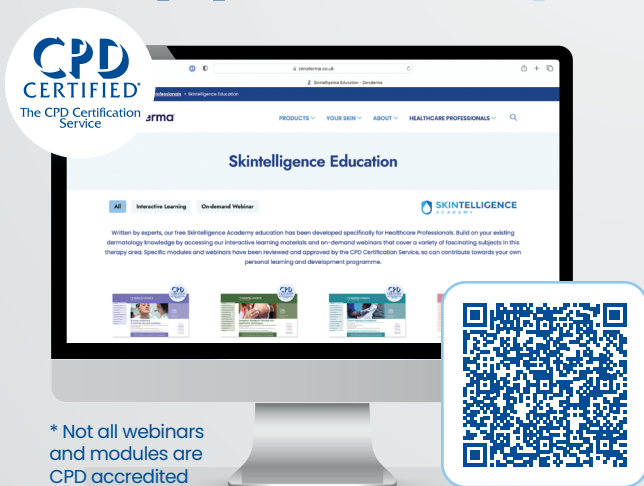 CPD
CERTIFIED®
The CPD Certification
Service
zeroderma.co.uk
Skintelligence Education - Zeroderma
Professionals > Skintelligence Education
erma
PRODUCTS
YOUR SKIN
ABOUT
HEALTHCARE PROFESSIONALS
Skintelligence Education
All
Interactive Learning
On-demand Webinar
SKINTELLIGENCE
ACADEMY
Written by experts, our free Skintelligence Academy education has been developed specifically for Healthcare Professionals. Build on your existing
dermatology knowledge by accessing our interactive learning materials and on-demand webinars that cover a variety of fascinating subjects in this
therapy area. Specific modules and webinars have been reviewed and approved by the CPD Certification Service, so can contribute towards your own
personal learning and development programme.
CPD
CPD
CPD
* Not all webinars
and modules are
CPD accredited